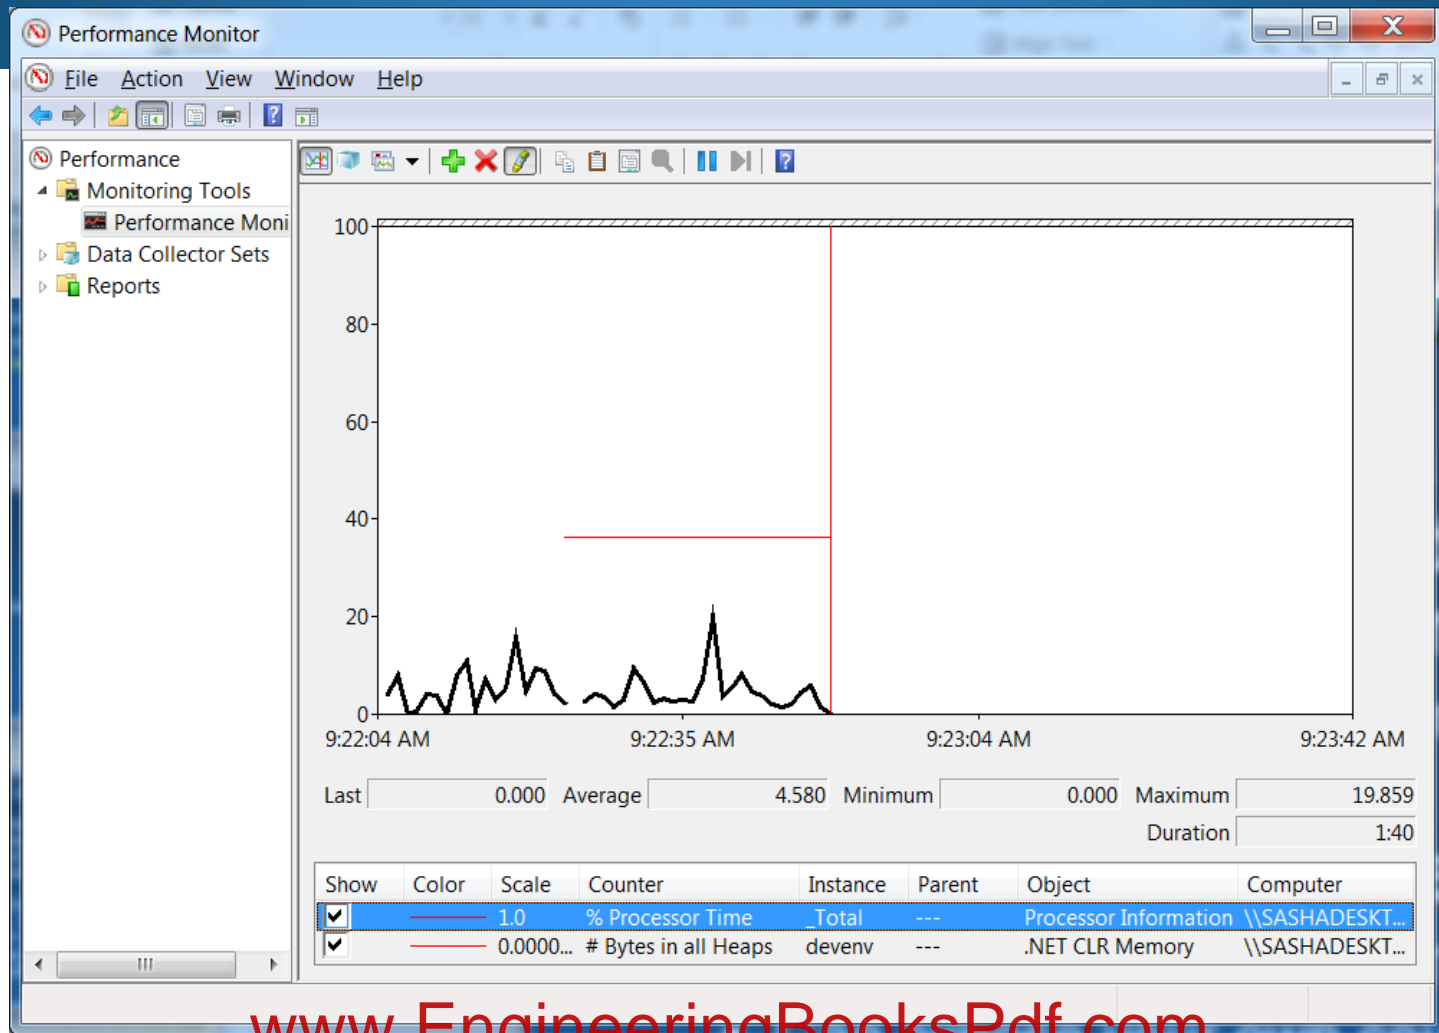 Performance Monitor
File Action View Window Help
Performance
Monitoring Tools
Performance Moni
Data Collector Sets
Reports
100
80
60
40
20
0
9:22:04 AM 9:22:35 AM 9:23:04 AM 9:23:42 AM
Last 0.000 Average 4.580 Minimum 0.000 Maximum 19.859
Duration 1:40
Show Color Scale Counter Instance Parent Object Computer
1.0 % Processor Time _Total --- Processor Information \\SASHADESKT...
0.0000... # Bytes in all Heaps devenv --- .NET CLR Memory \\SASHADESKT...
www.EngineeringBooksPdf.com